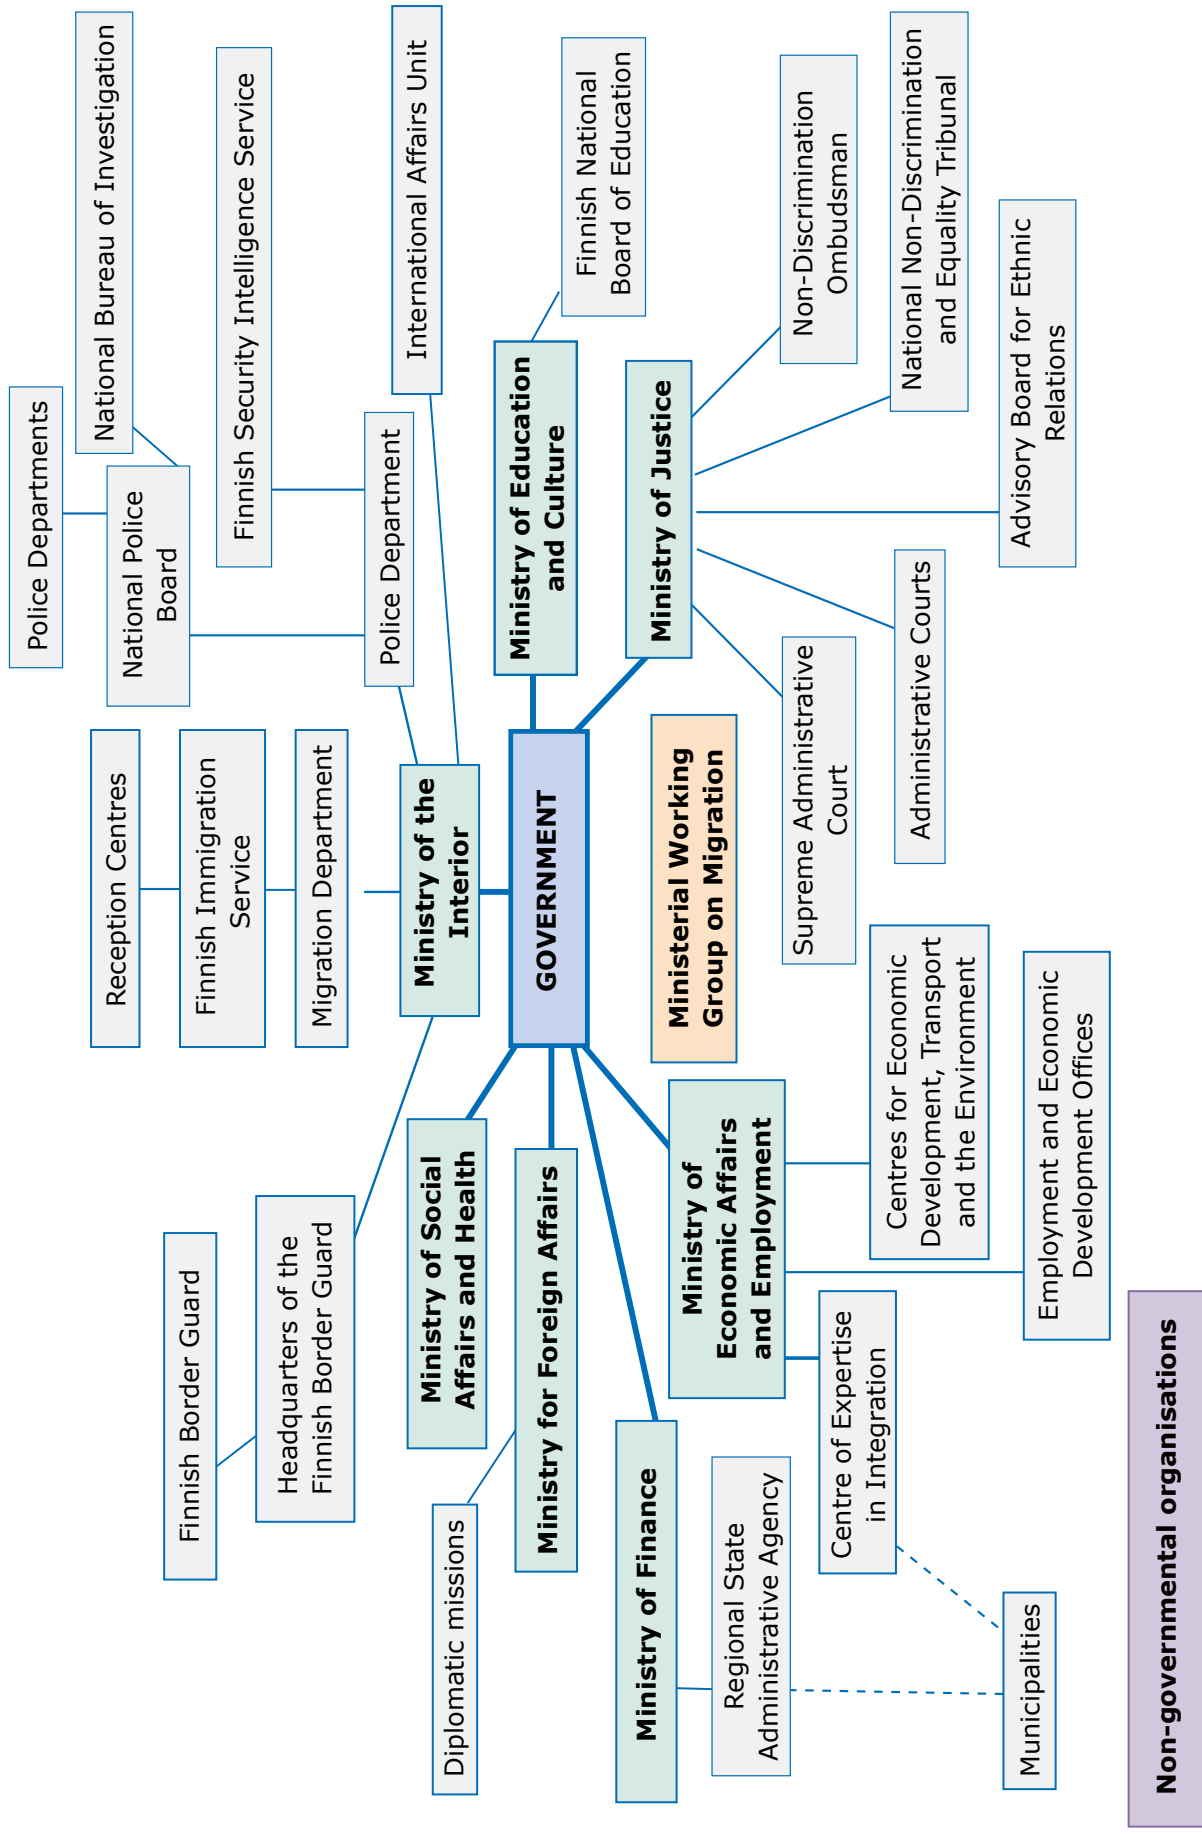 Police Departments
National Bureau of Investigation
National Police
Board
Finnish Security Intelligence Service
International Affairs Unit
Police Department
Reception Centres
Finnish Immigration
Service
Migration Department
Finnish Border Guard
Headquarters of the
Finnish Border Guard
Ministry of the
Interior
Ministry of Education
and Culture
Finnish National
Board of Education
Ministry of Social
Affairs and Health
Diplomatic missions
Ministry for Foreign Affairs
GOVERNMENT
Ministry of Justice
Non-Discrimination
Ombudsman
National Non-Discrimination
and Equality Tribunal
Advisory Board for Ethnic
Relations
Ministry of Finance
Ministry of
Economic Affairs
and Employment
Ministerial Working
Group on Migration
Supreme Administrative
Court
Administrative Courts
Regional State
Administrative Agency
Centre of Expertise
in Integration
Centres for Economic
Development, Transport
and the Environment
Employment and Economic
Development Offices
Municipalities
Non-governmental organisations